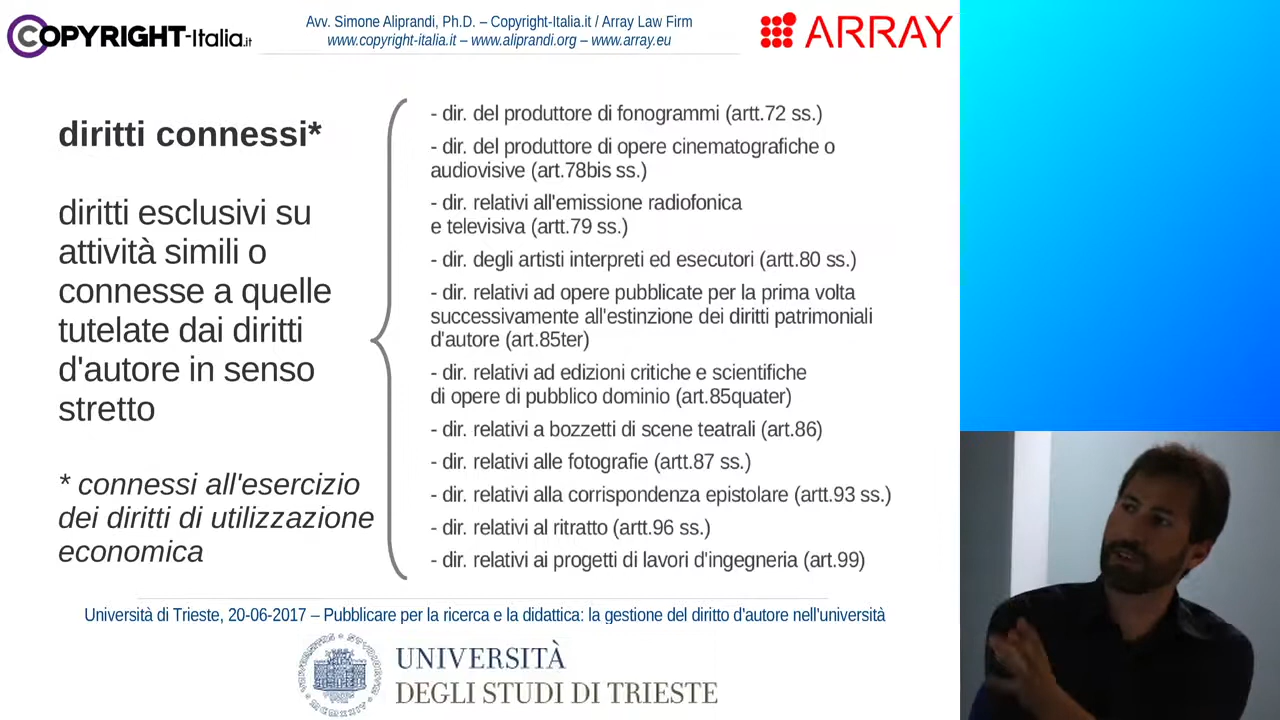 COPYRIGHT-Italia.it
Avv. Simone Aliprandi, Ph.D. – Copyright-Italia.it / Array Law Firm
www.copyright-italia.it – www.aliprandi.org – www.array.eu
ARRAY
diritti connessi*
diritti esclusivi su
attività simili o
connesse a quelle
tutelate dai diritti
d'autore in senso
stretto
* connessi all'esercizio
dei diritti di utilizzazione
economica
- dir. del produttore di fonogrammi (artt.72 ss.)
- dir. del produttore di opere cinematografiche o
audiovisive (art.78bis ss.)
- dir. relativi all'emissione radiofonica
e televisiva (artt.79 ss.)
- dir. degli artisti interpreti ed esecutori (artt.80 ss.)
- dir. relativi ad opere pubblicate per la prima volta
successivamente all'estinzione dei diritti patrimoniali
d'autore (art.85ter)
- dir. relativi ad edizioni critiche e scientifiche
di opere di pubblico dominio (art.85quater)
- dir. relativi a bozzetti di scene teatrali (art.86)
- dir. relativi alle fotografie (artt.87 ss.)
- dir. relativi alla corrispondenza epistolare (artt.93 ss.)
- dir. relativi al ritratto (artt.96 ss.)
- dir. relativi ai progetti di lavori d'ingegneria (art.99)
Università di Trieste, 20-06-2017 – Pubblicare per la ricerca e la didattica: la gestione del diritto d'autore nell'università
UNIVERSITÀ
DEGLI STUDI DI TRIESTE